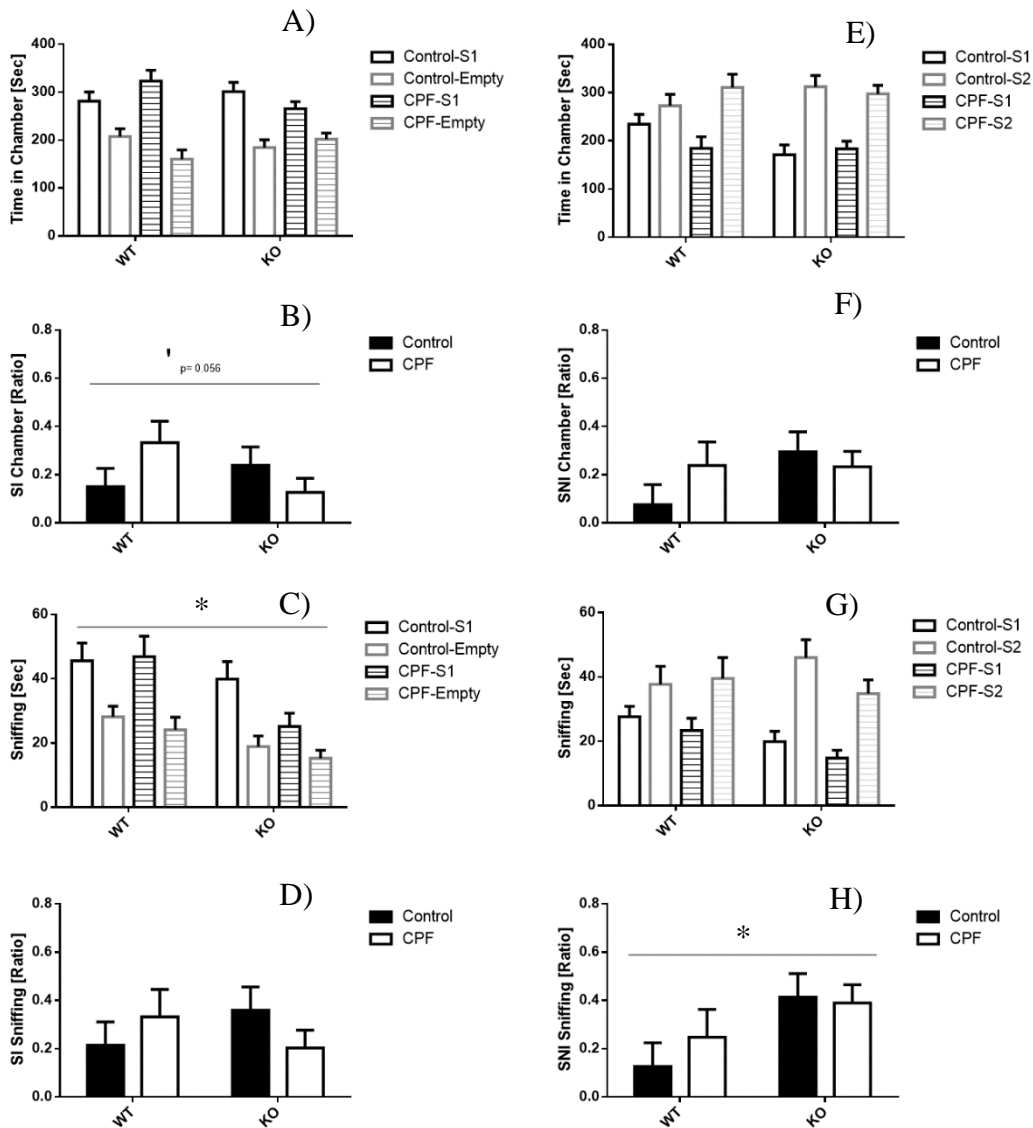 A)
Time in Chamber [Sec]
400
300
200
300
0
WT
KO
Control-S1
Control-Empty
CPF-S1
CPF-Empty
E)
Time in Chamber [Sec]
400
300
200
300
0
WT
KO
Control-S1
Control-S2
CPF-S1
CPF-S2
B)
SI Chamber [Ratio]
0.8
0.6
0.4
0.2
0.0
'
p= 0.056
WT
KO
Control
CPF
F)
SNI Chamber [Ratio]
0.8
0.6
0.4
0.2
0.0
WT
KO
Control
CPF
C)
Sniffing [Sec]
60
40
20
0
*
WT
KO
Control-S1
Control-Empty
CPF-S1
CPF-Empty
G)
Sniffing [Sec]
60
40
20
0
WT
KO
Control-S1
Control-S2
CPF-S1
CPF-S2
D)
SI Sniffing [Ratio]
0.8
0.6
0.4
0.2
0.0
WT
KO
Control
CPF
H)
SNI Sniffing [Ratio]
0.8
0.6
0.4
0.2
0.0
*
WT
KO
Control
CPF